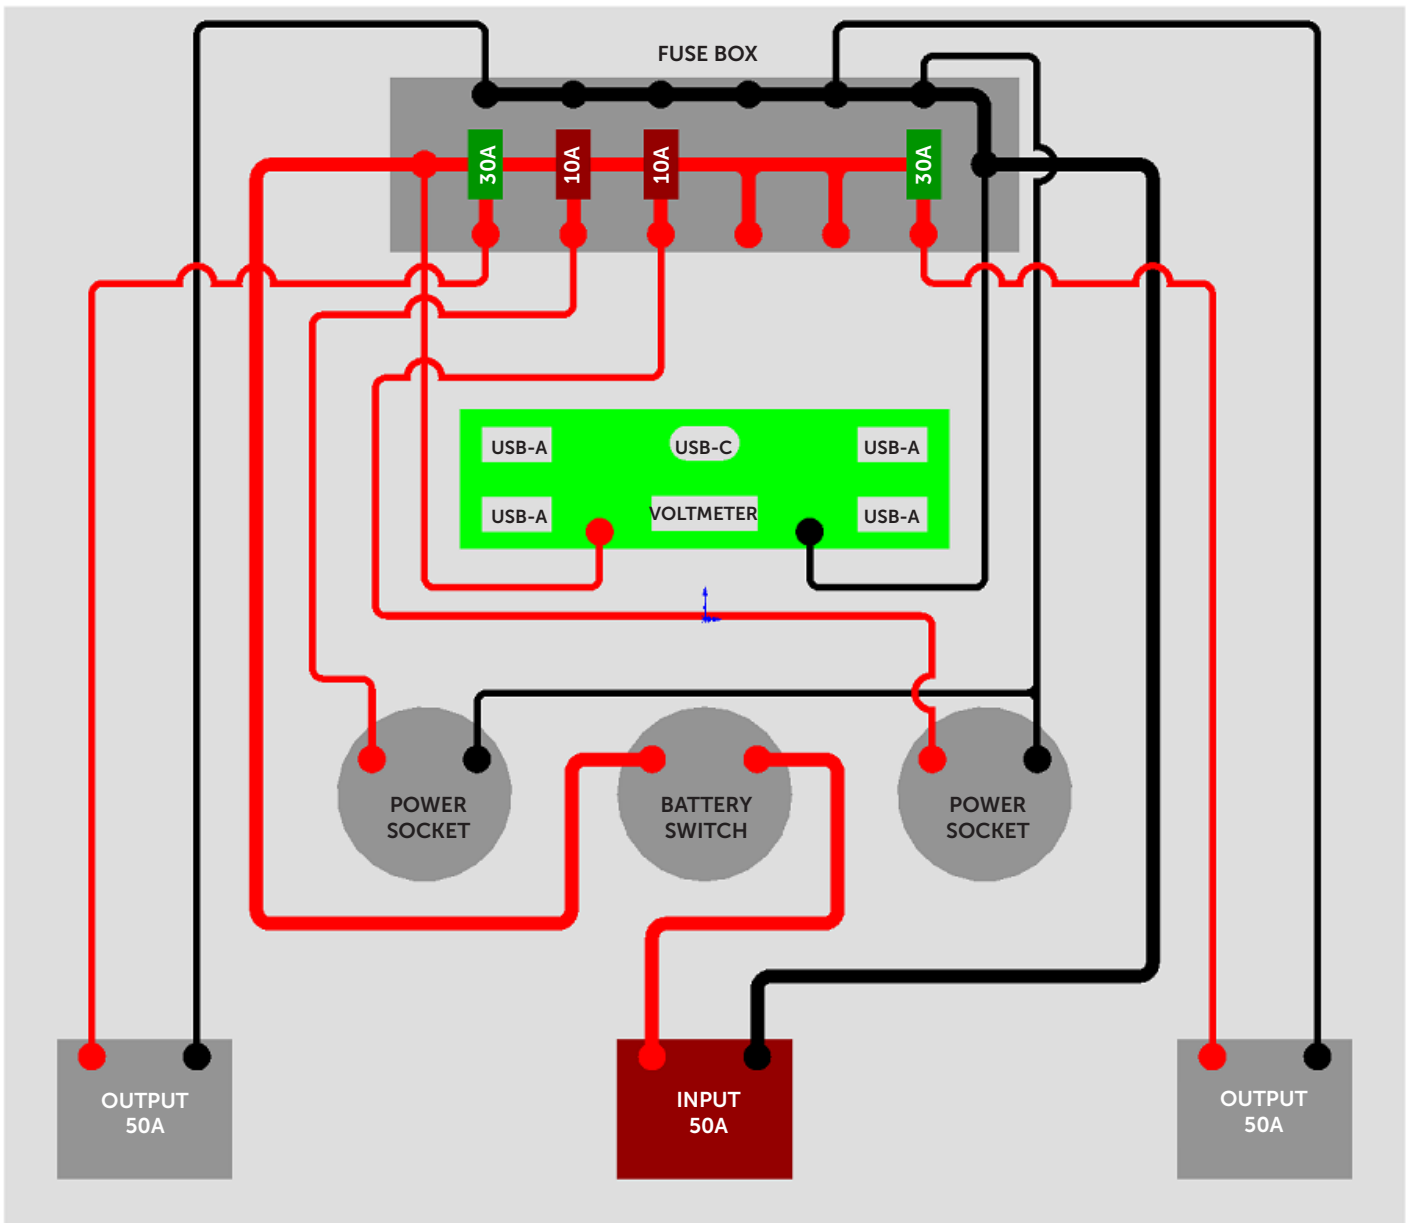 FUSE BOX
30A
10A
10A
30A
USB-A
USB-C
USB-A
USB-A
VOLTMETER
USB-A
POWER
SOCKET
BATTERY
SWITCH
POWER
SOCKET
OUTPUT
50A
INPUT
50A
OUTPUT
50A